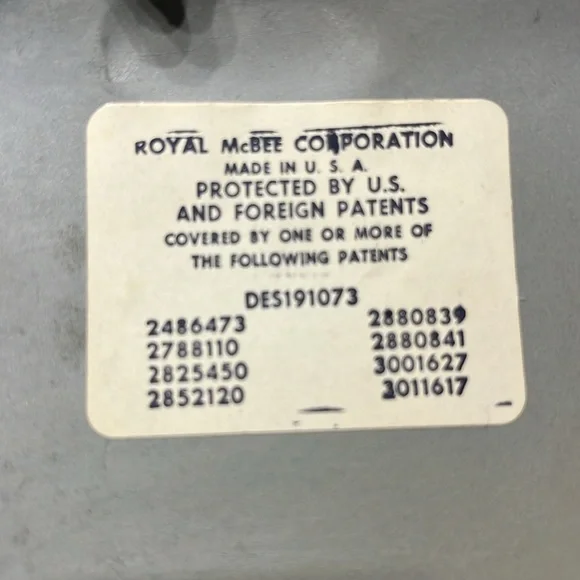 ROYAL McBEE CORPORATION
MADE IN U. S. A.
PROTECTED BY U.S.
AND FOREIGN PATENTS
COVERED BY ONE OR MORE OF
THE FOLLOWING PATENTS
DES191073
2486473 2880839
2788110 2880841
2825450 3001627
2852120 3011617